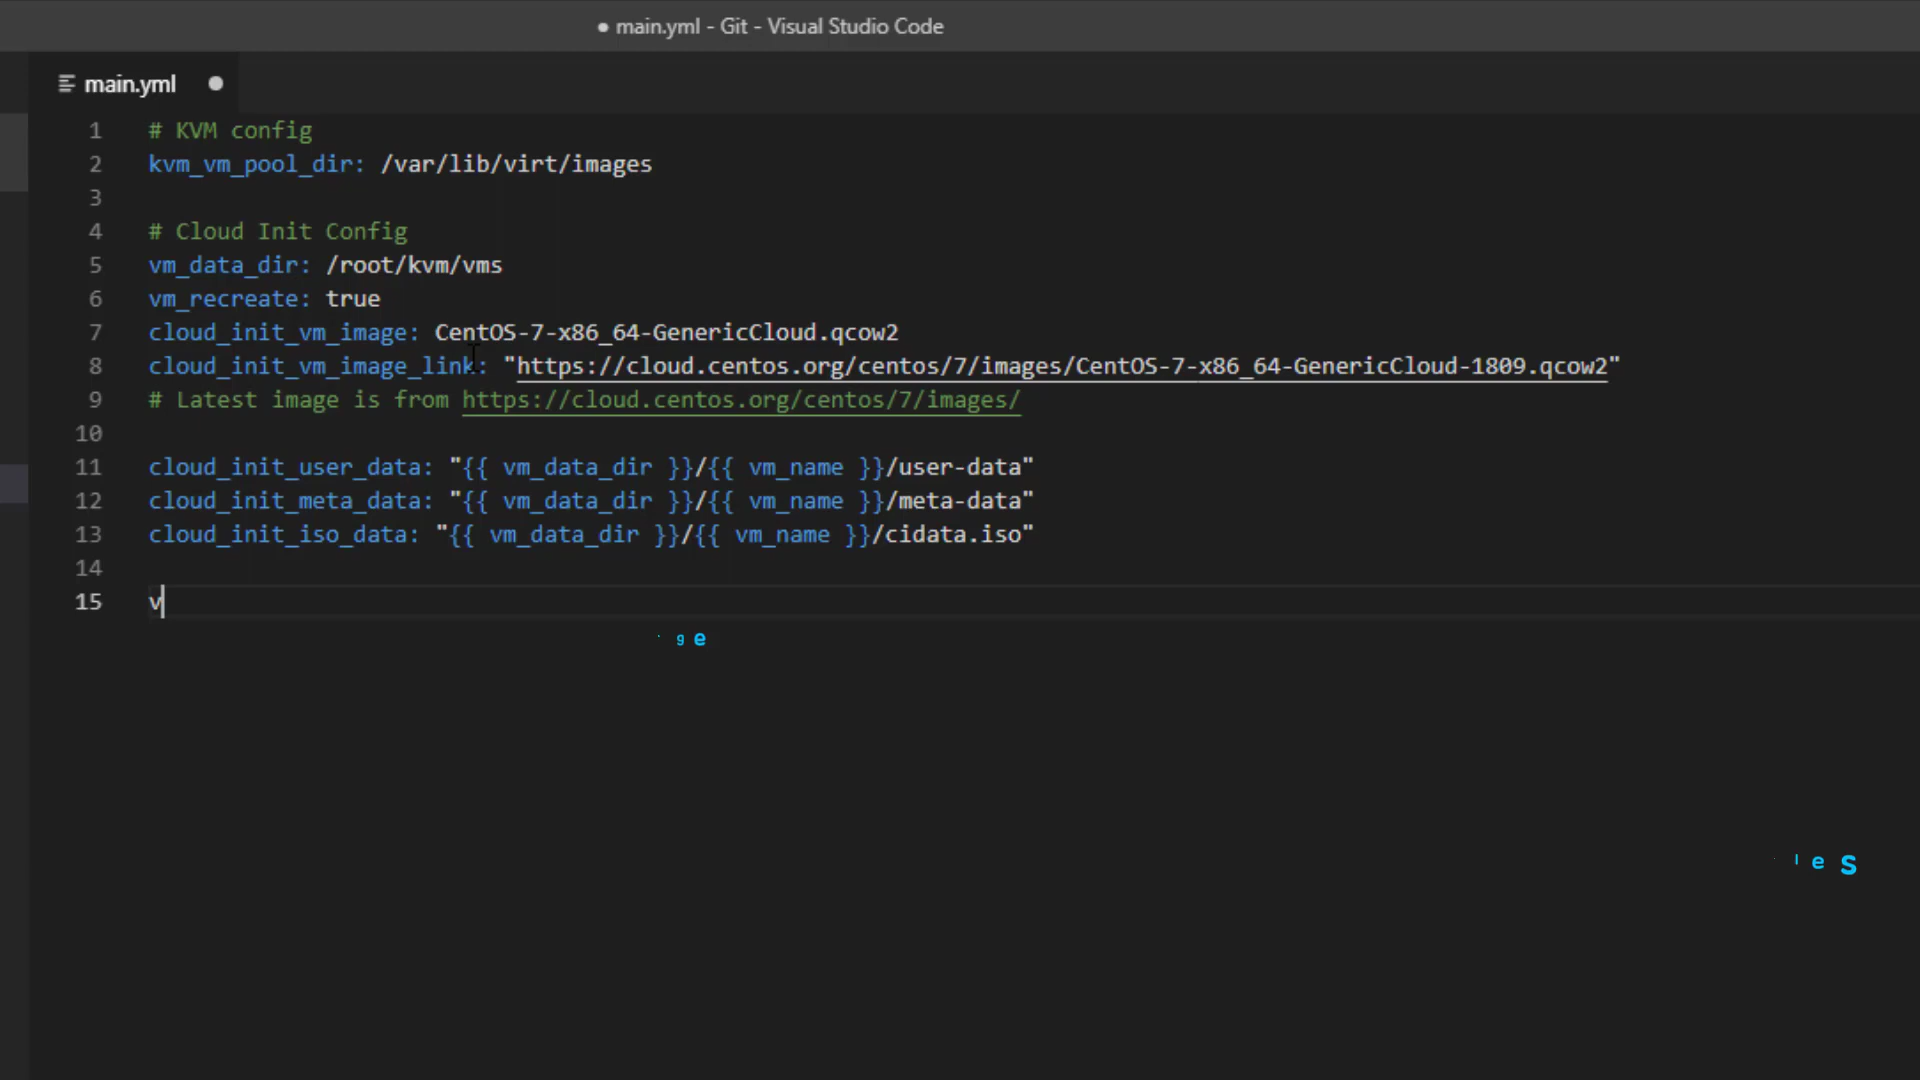 ● main.yml - Git - Visual Studio Code
main.yml ●
1 # KVM config
2 kvm_vm_pool_dir: /var/lib/virt/images
3
4 # Cloud Init Config
5 vm_data_dir: /root/kvm/vms
6 vm_recreate: true
7 cloud_init_vm_image: CentOS-7-x86_64-GenericCloud.qcow2
8 cloud_init_vm_image_link: "https://cloud.centos.org/centos/7/images/CentOS-7-x86_64-GenericCloud-1809.qcow2"
9 # Latest image is from https://cloud.centos.org/centos/7/images/
10
11 cloud_init_user_data: "{{ vm_data_dir }}/{{ vm_name }}/user-data"
12 cloud_init_meta_data: "{{ vm_data_dir }}/{{ vm_name }}/meta-data"
13 cloud_init_iso_data: "{{ vm_data_dir }}/{{ vm_name }}/cidata.iso"
14
15 v